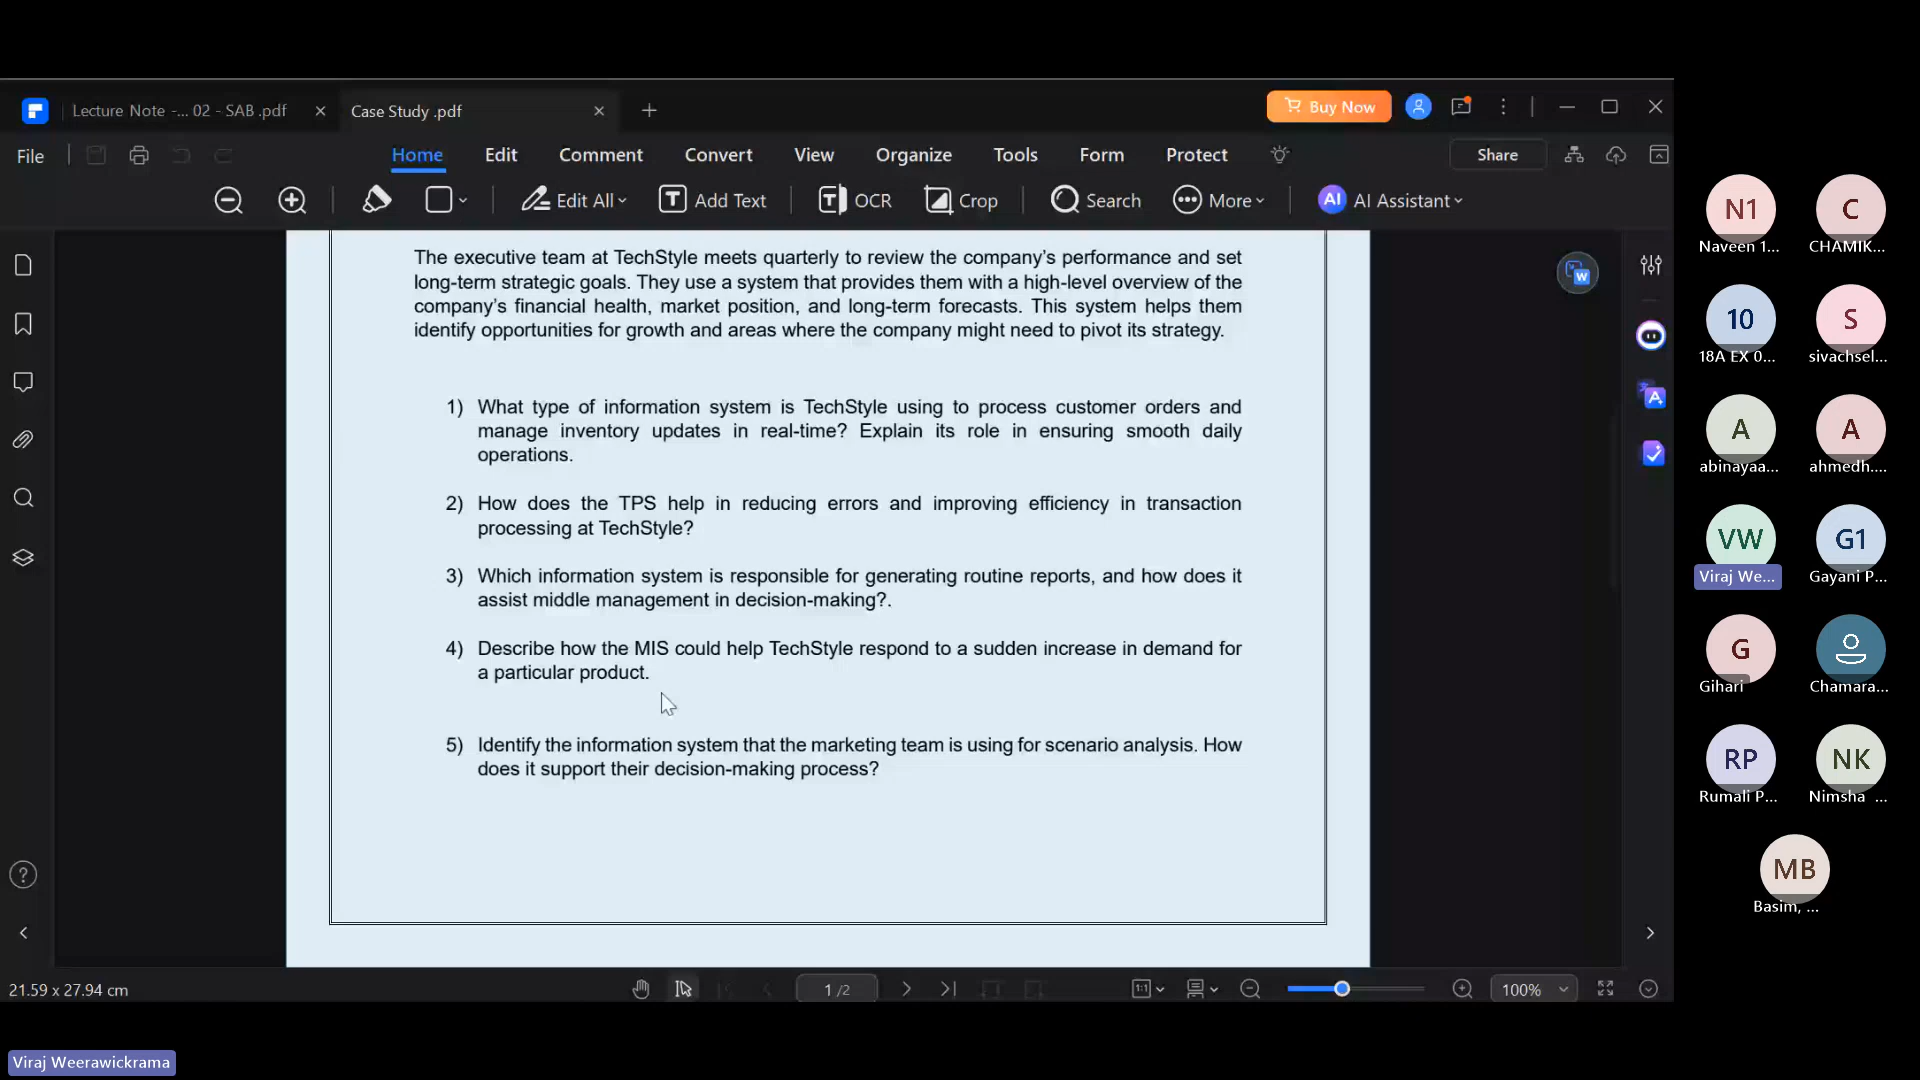 Lecture Note -... 02 - SAB .pdf
Case Study .pdf
Buy Now
File
Home
Edit
Comment
Convert
View
Organize
Tools
Form
Protect
Share
Edit All
Add Text
OCR
Crop
Search
More
AI
AI Assistant
The executive team at TechStyle meets quarterly to review the company's performance and set
long-term strategic goals. They use a system that provides them with a high-level overview of the
company's financial health, market position, and long-term forecasts. This system helps them
identify opportunities for growth and areas where the company might need to pivot its strategy.
1) What type of information system is TechStyle using to process customer orders and
manage inventory updates in real-time? Explain its role in ensuring smooth daily
operations.
2) How does the TPS help in reducing errors and improving efficiency in transaction
processing at TechStyle?
3) Which information system is responsible for generating routine reports, and how does it
assist middle management in decision-making?.
4) Describe how the MIS could help TechStyle respond to a sudden increase in demand for
a particular product.
5) Identify the information system that the marketing team is using for scenario analysis. How
does it support their decision-making process?
21.59 x 27.94 cm
1 /2
1:1
100%
N1
Naveen 1...
C
CHAMIK...
10
18A EX 0...
S
sivachsel...
A
abinayaa...
A
ahmedh....
VW
Viraj We...
G1
Gayani P...
G
Gihari
Chamara...
RP
Rumali P...
NK
Nimsha ...
MB
Basim, ...
Viraj Weerawickrama